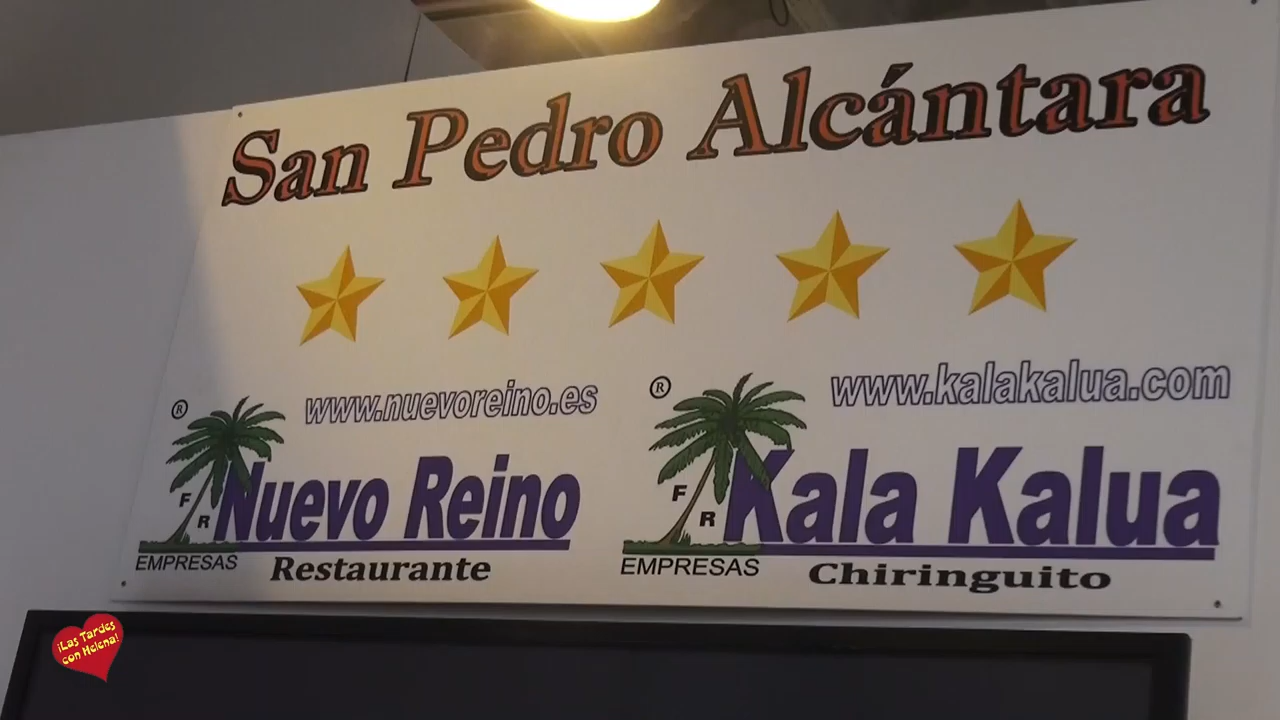 San Pedro Alcántara
www.nuevoreino.es
®
F
R
Nuevo Reino
EMPRESAS
Restaurante
www.kalakalua.com
®
F
R
Kala Kalua
EMPRESAS
Chiringuito
¡Las Tardes
con Helena!